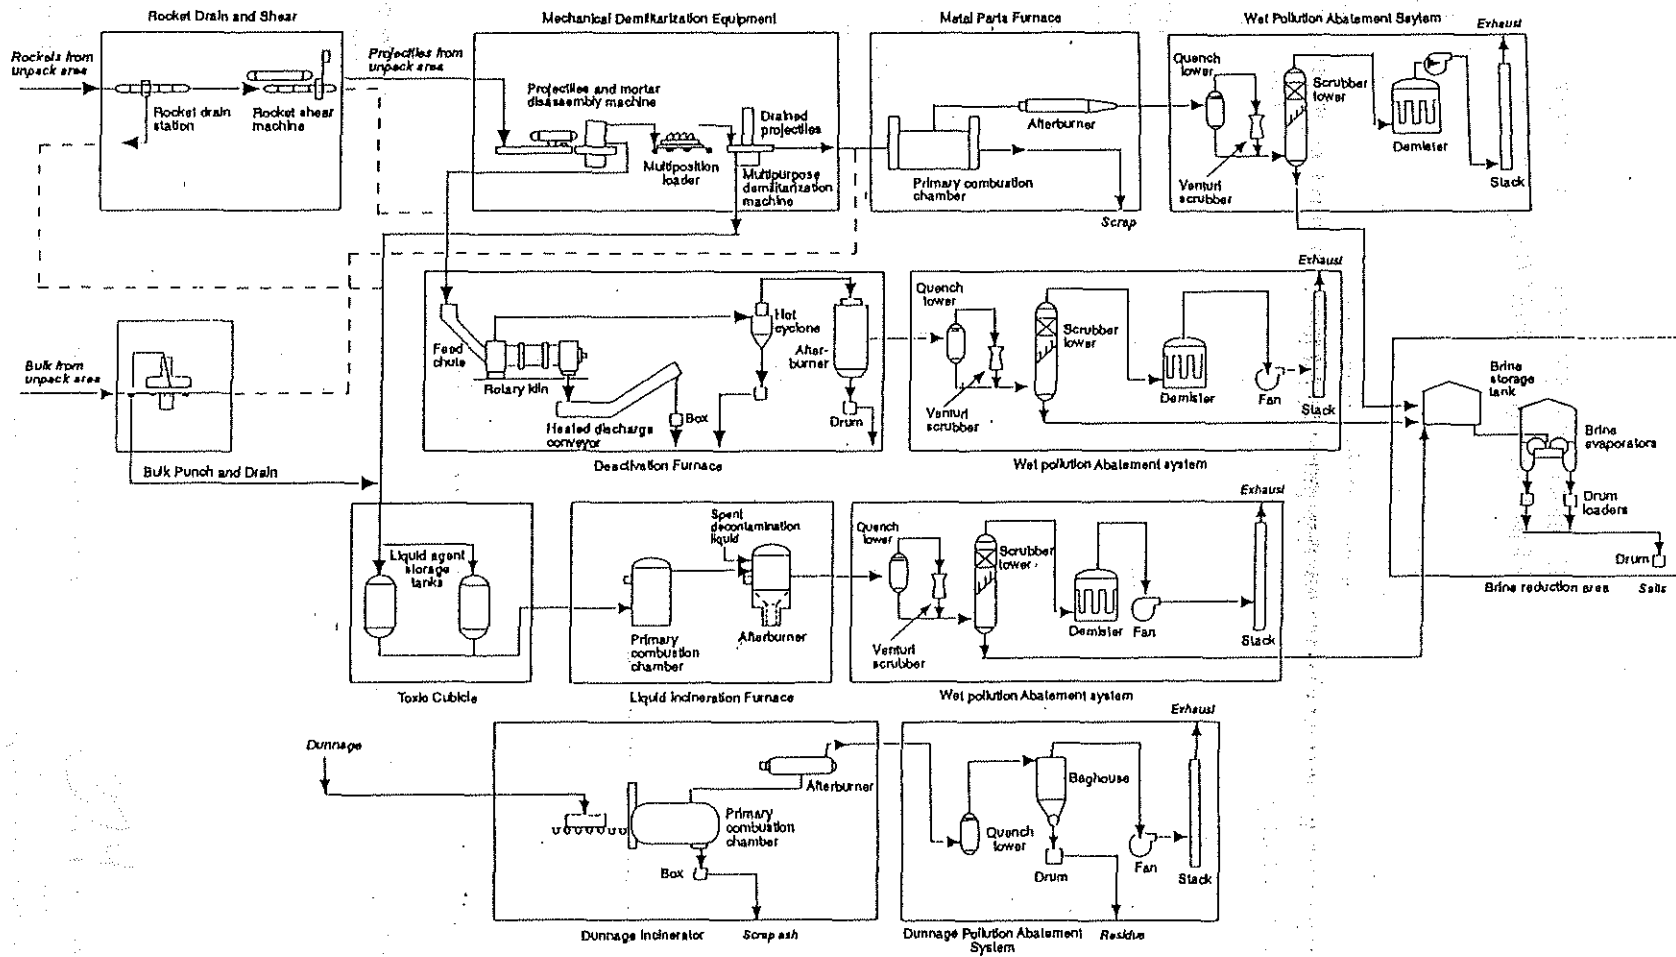 Rocket Drain and Shear
Mechanical Demilitarization Equipment
Metal Parts Furnace
Wet Pollution Abatement Saylem
Exhaust
Rockets from
unpack area
Projectiles from
unpack area
Rocket drain
station
Rocket shear
machine
Projectiles and mortar
disassembly machine
Multiposition
loader
Drained
projectiles
Multipurpose
demilitarization
machine
Afterburner
Primary combustion
chamber
Scrap
Quench
tower
Venturi
scrubber
Scrubber
tower
Demister
Stack
Bulk from
unpack area
Bulk Punch and Drain
Feed
chute
Rotary kiln
Heated discharge
conveyor
Box
Hot
cyclone
After-
burner
Drum
Deactivation Furnace
Quench
tower
Venturi
scrubber
Scrubber
tower
Demister
Fan
Stack
Exhaust
Wet pollution Abatement system
Brine
storage
tank
Brine
evaporators
Drum
loaders
Drum
Brine reduction area
Salts
Liquid agent
storage
tanks
Toxic Cubicle
Spent
decontamination
liquid
Primary
combustion
chamber
Afterburner
Liquid Incineration Furnace
Quench
tower
Venturi
scrubber
Scrubber
tower
Demister
Fan
Stack
Exhaust
Wet pollution Abatement system
Dunnage
Afterburner
Primary
combustion
chamber
Box
Dunnage Incinerator
Scrap ash
Quench
tower
Baghouse
Drum
Fan
Stack
Exhaust
Dunnage Pollution Abatement
System
Residue